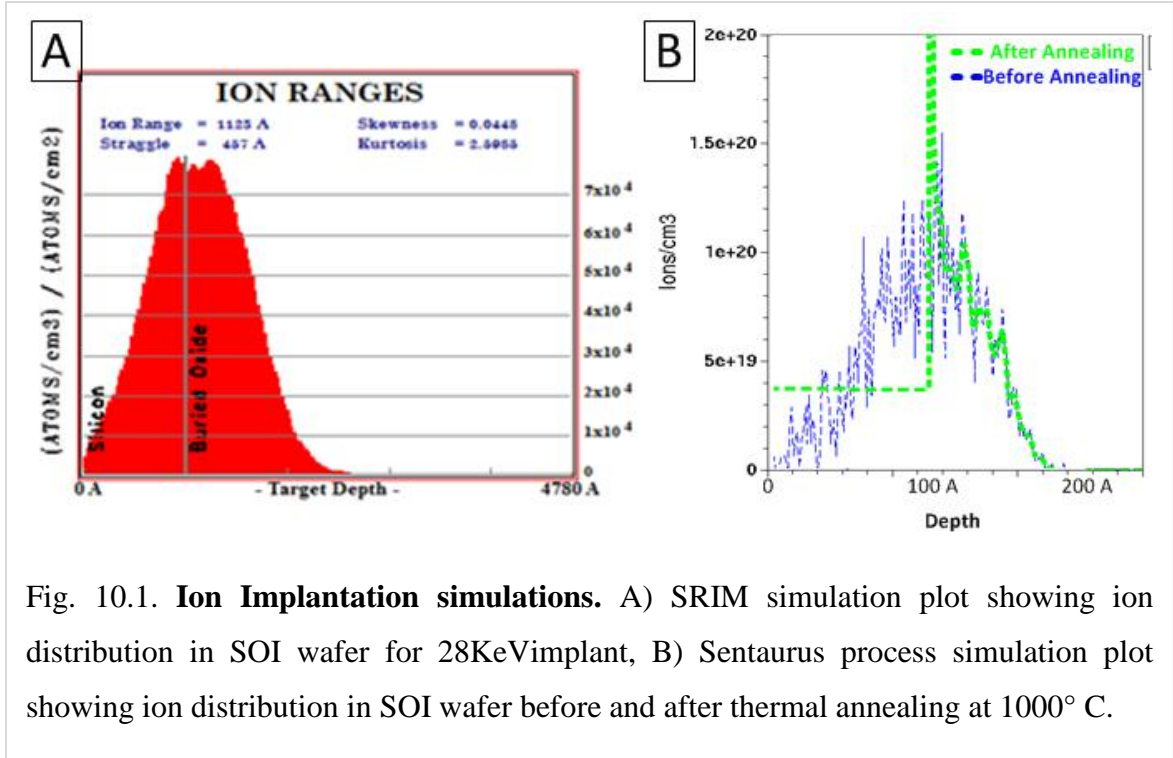 A
ION RANGES
Ion Range = 1123 A Skewness = 0.0445
Straggle = 457 A Kurtosis = 2.5955
(ATOMS/cm3) / (ATOMS/cm2)
Silicon
Buried Oxide
7x10 4
6x10 4
5x10 4
4x10 4
3x10 4
2x10 4
1x10 4
0
0 A - Target Depth - 4780 A
B
After Annealing
Before Annealing
Ions/cm3
2e+20
1.5e+20
1e+20
5e+19
0
0 100 A 200 A
Depth
Fig. 10.1. Ion Implantation simulations. A) SRIM simulation plot showing ion
distribution in SOI wafer for 28KeVimplant, B) Sentaurus process simulation plot
showing ion distribution in SOI wafer before and after thermal annealing at 1000° C.